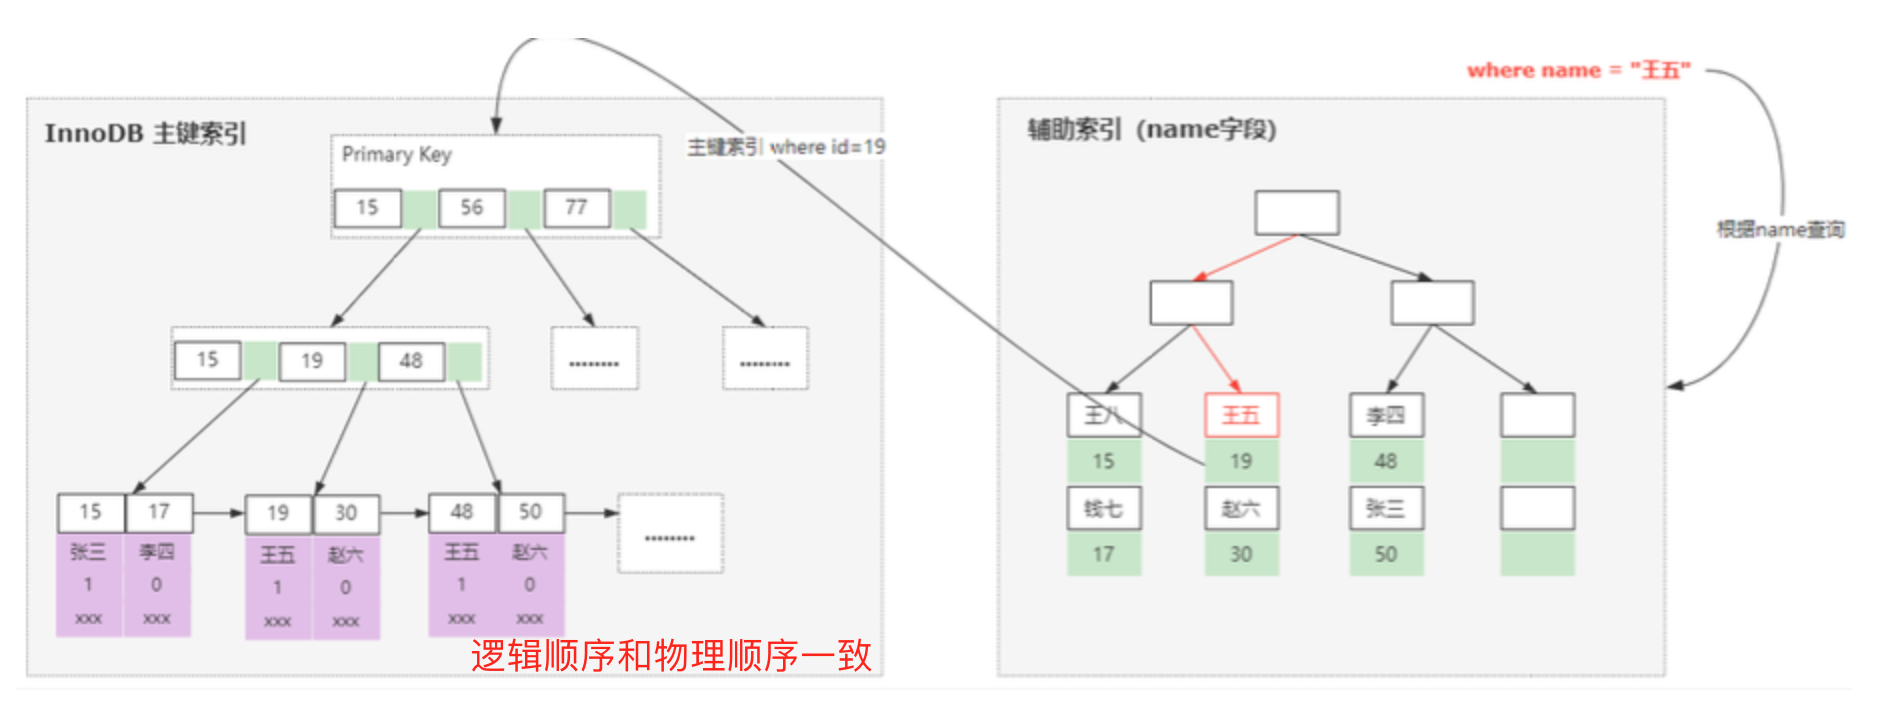 where name = "王五"
InnoDB 主键索引
Primary Key
15 56 77
主键索引 where id=19
15 19 48
........ ........
15 17 19 30 48 50 ........
张三 李四 王五 赵六 王五 赵六
1 0 1 0 1 0
xxx xxx xxx xxx xxx xxx
逻辑顺序和物理顺序一致
辅助索引 (name字段)
根据name查询
王八 王五 李四
15 19 48
钱七 赵六 张三
17 30 50